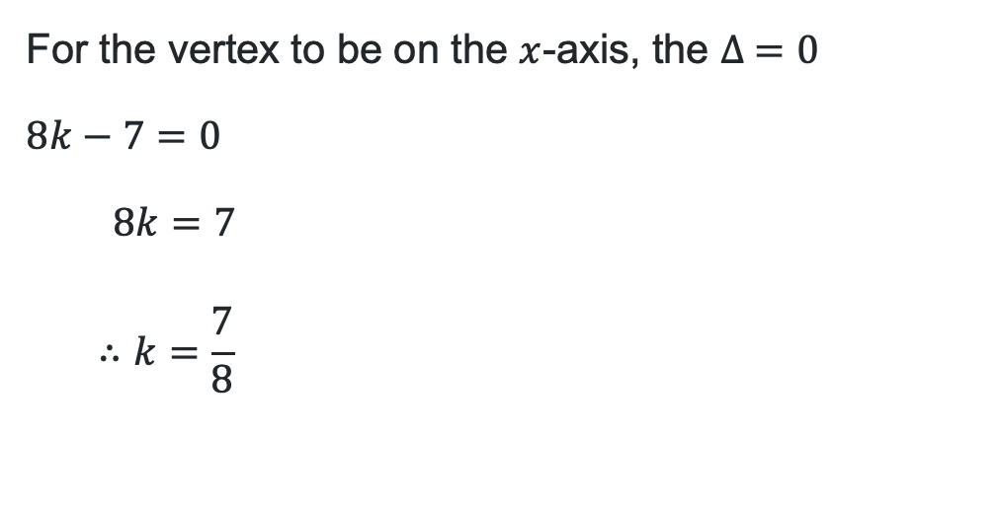 For the vertex to be on the x-axis, the Δ = 0
8k − 7 = 0
8k = 7
∴ k = 7/8